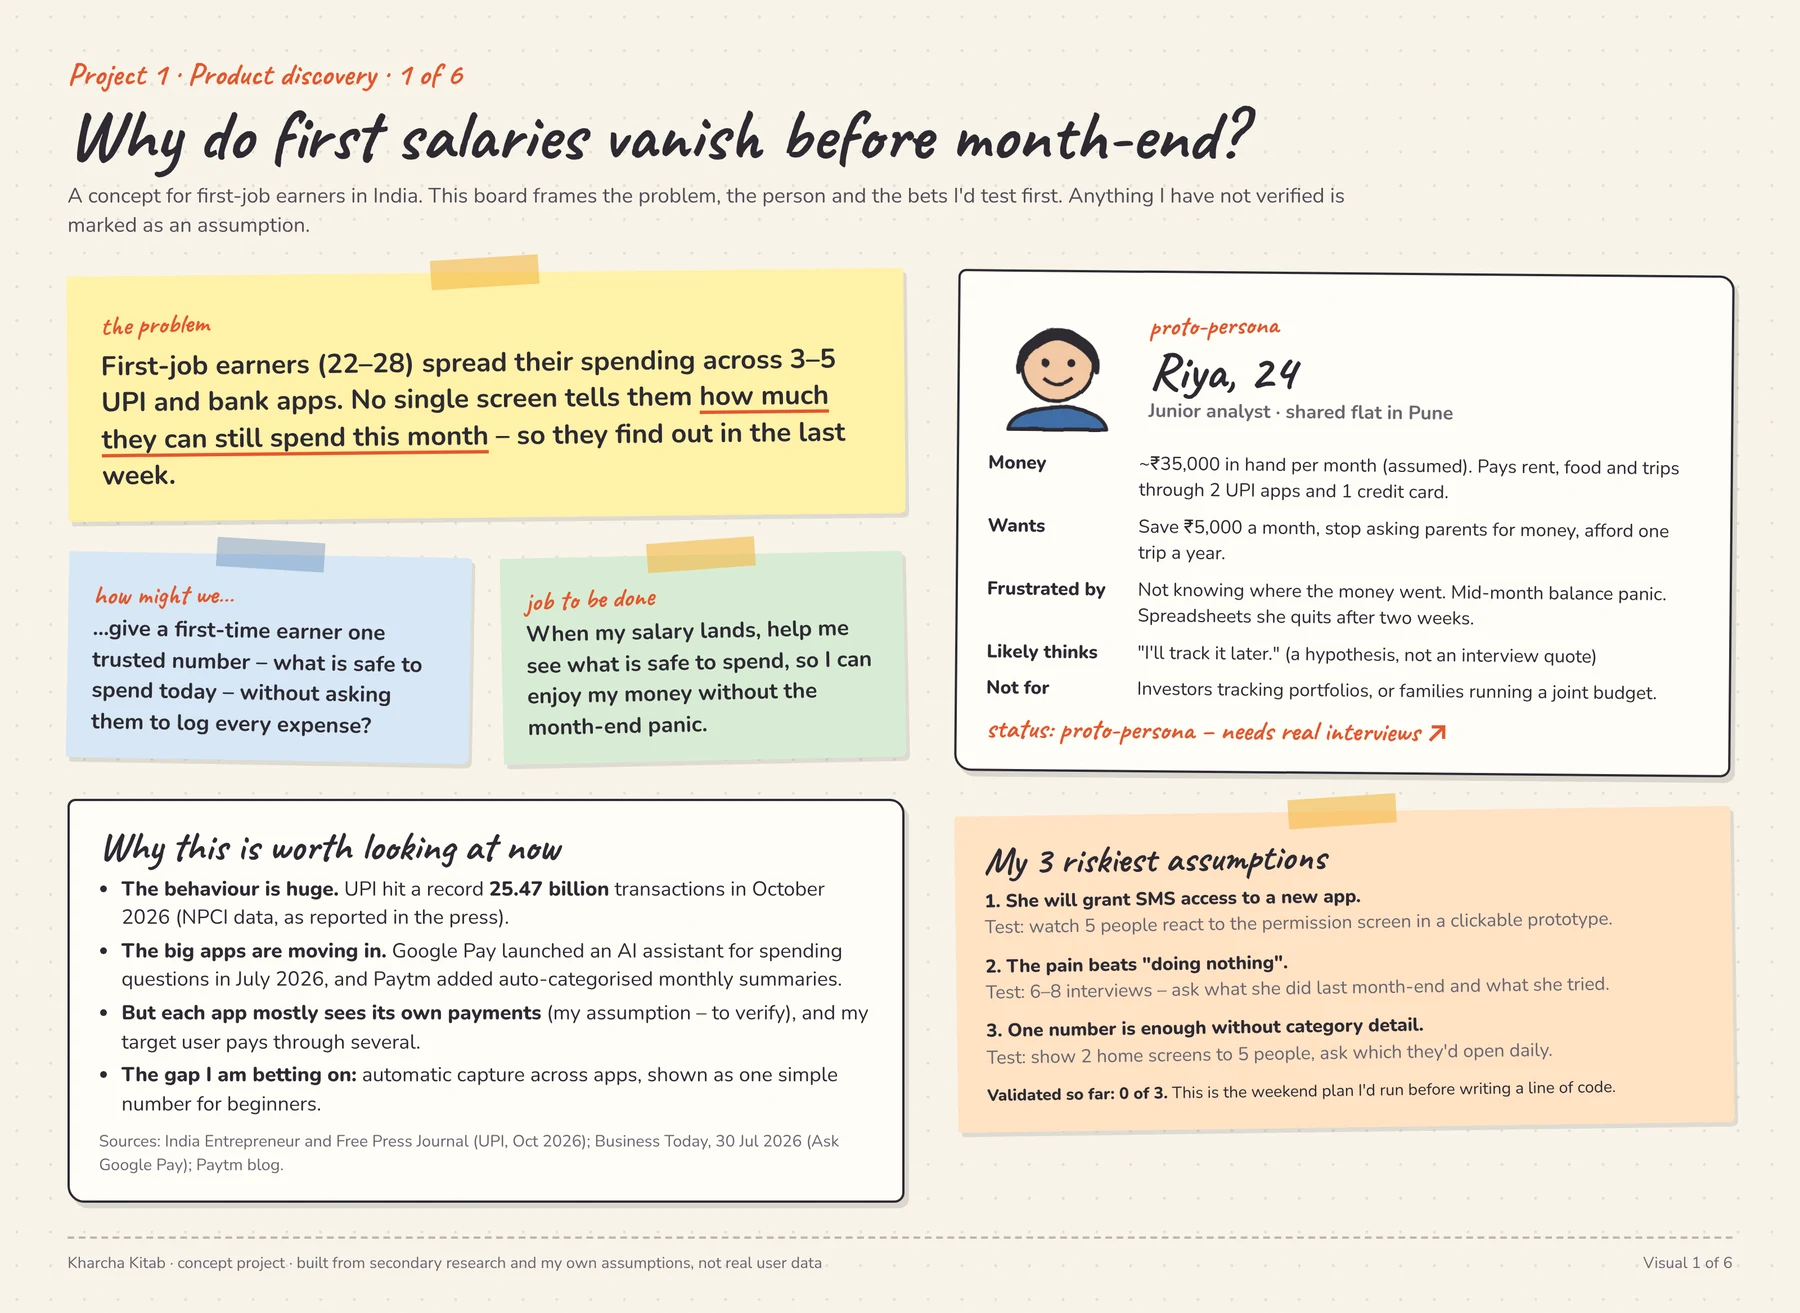 Project 1 · Product discovery · 1 of 6
Why do first salaries vanish before month-end?
A concept for first-job earners in India. This board frames the problem, the person and the bets I'd test first. Anything I have not verified is
marked as an assumption.
the problem
First-job earners (22–28) spread their spending across 3–5
UPI and bank apps. No single screen tells them how much
they can still spend this month – so they find out in the last
week.
how might we...
...give a first-time earner one
trusted number – what is safe to
spend today – without asking
them to log every expense?
job to be done
When my salary lands, help me
see what is safe to spend, so I can
enjoy my money without the
month-end panic.
Why this is worth looking at now
• The behaviour is huge. UPI hit a record 25.47 billion transactions in October
2026 (NPCI data, as reported in the press).
• The big apps are moving in. Google Pay launched an AI assistant for spending
questions in July 2026, and Paytm added auto-categorised monthly summaries.
• But each app mostly sees its own payments (my assumption – to verify), and my
target user pays through several.
• The gap I am betting on: automatic capture across apps, shown as one simple
number for beginners.
Sources: India Entrepreneur and Free Press Journal (UPI, Oct 2026); Business Today, 30 Jul 2026 (Ask
Google Pay); Paytm blog.
proto-persona
Riya, 24
Junior analyst · shared flat in Pune
Money ~₹35,000 in hand per month (assumed). Pays rent, food and trips
through 2 UPI apps and 1 credit card.
Wants Save ₹5,000 a month, stop asking parents for money, afford one
trip a year.
Frustrated by Not knowing where the money went. Mid-month balance panic.
Spreadsheets she quits after two weeks.
Likely thinks "I'll track it later." (a hypothesis, not an interview quote)
Not for Investors tracking portfolios, or families running a joint budget.
status: proto-persona – needs real interviews ↗
My 3 riskiest assumptions
1. She will grant SMS access to a new app.
Test: watch 5 people react to the permission screen in a clickable prototype.
2. The pain beats "doing nothing".
Test: 6–8 interviews – ask what she did last month-end and what she tried.
3. One number is enough without category detail.
Test: show 2 home screens to 5 people, ask which they'd open daily.
Validated so far: 0 of 3. This is the weekend plan I'd run before writing a line of code.
Kharcha Kitab · concept project · built from secondary research and my own assumptions, not real user data
Visual 1 of 6